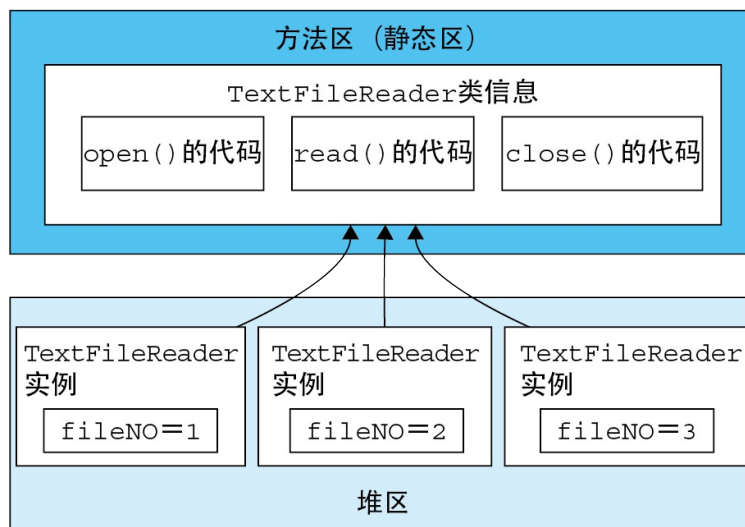 方法区（静态区）
TextFileReader类信息
open()的代码
read()的代码
close()的代码
TextFileReader
实例
fileNO＝1
TextFileReader
实例
fileNO＝2
TextFileReader
实例
fileNO＝3
堆区